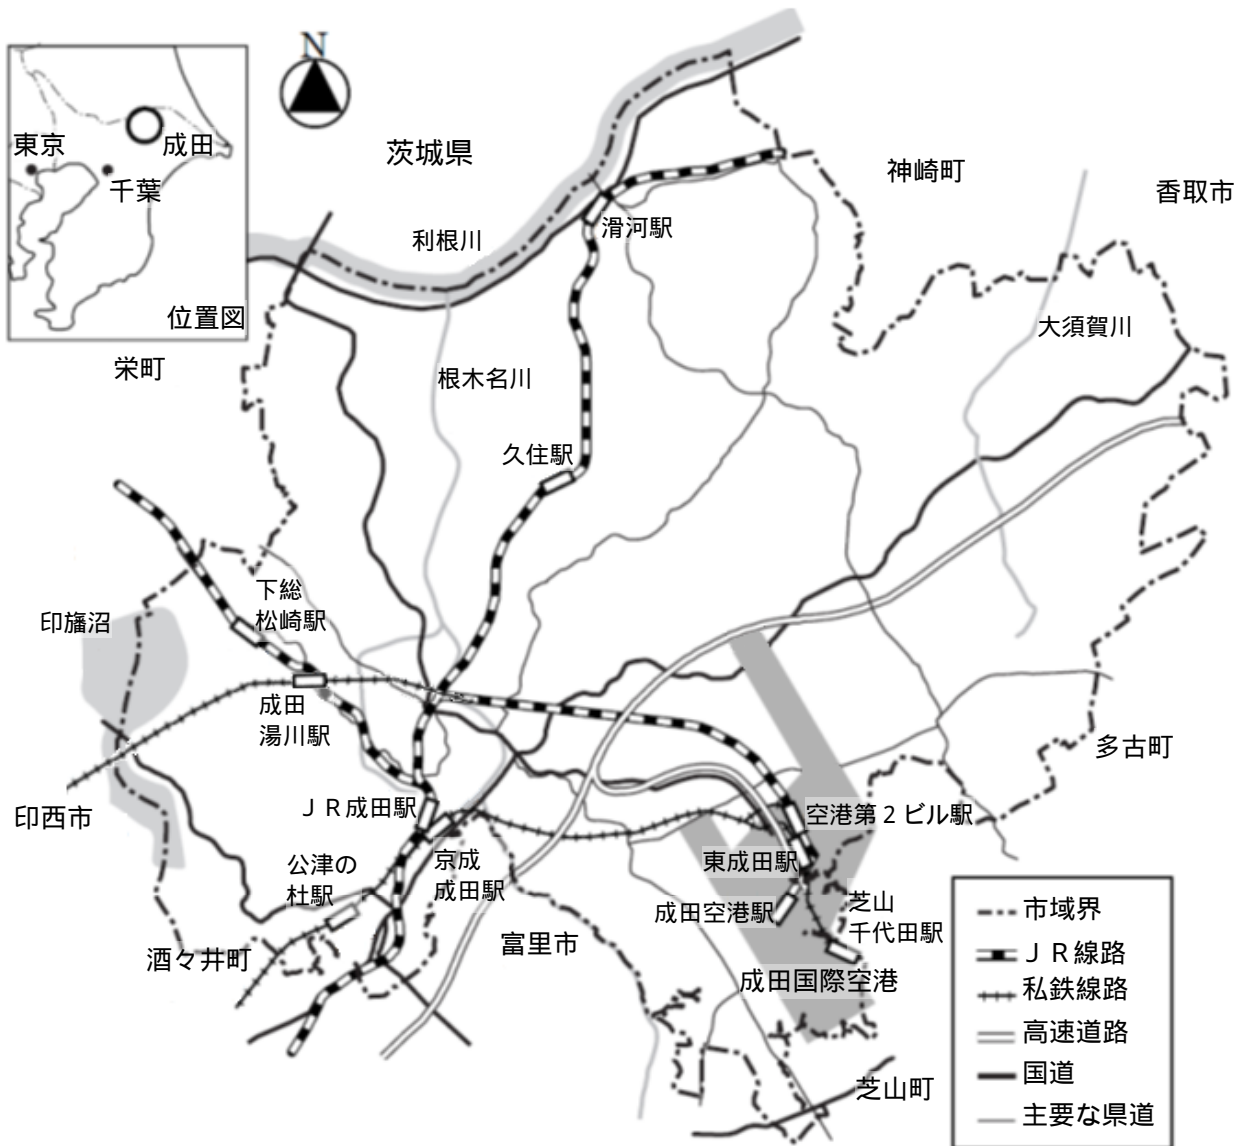 N
東京
成田
千葉
位置図
茨城県
神崎町
香取市
利根川
滑河駅
大須賀川
栄町
根木名川
久住駅
下総
松崎駅
印旛沼
成田
湯川駅
多古町
印西市
JR成田駅
空港第2ビル駅
公津の
杜駅
京成
成田駅
東成田駅
成田空港駅
芝山
千代田駅
酒々井町
富里市
成田国際空港
芝山町
市域界
JR線路
私鉄線路
高速道路
国道
主要な県道